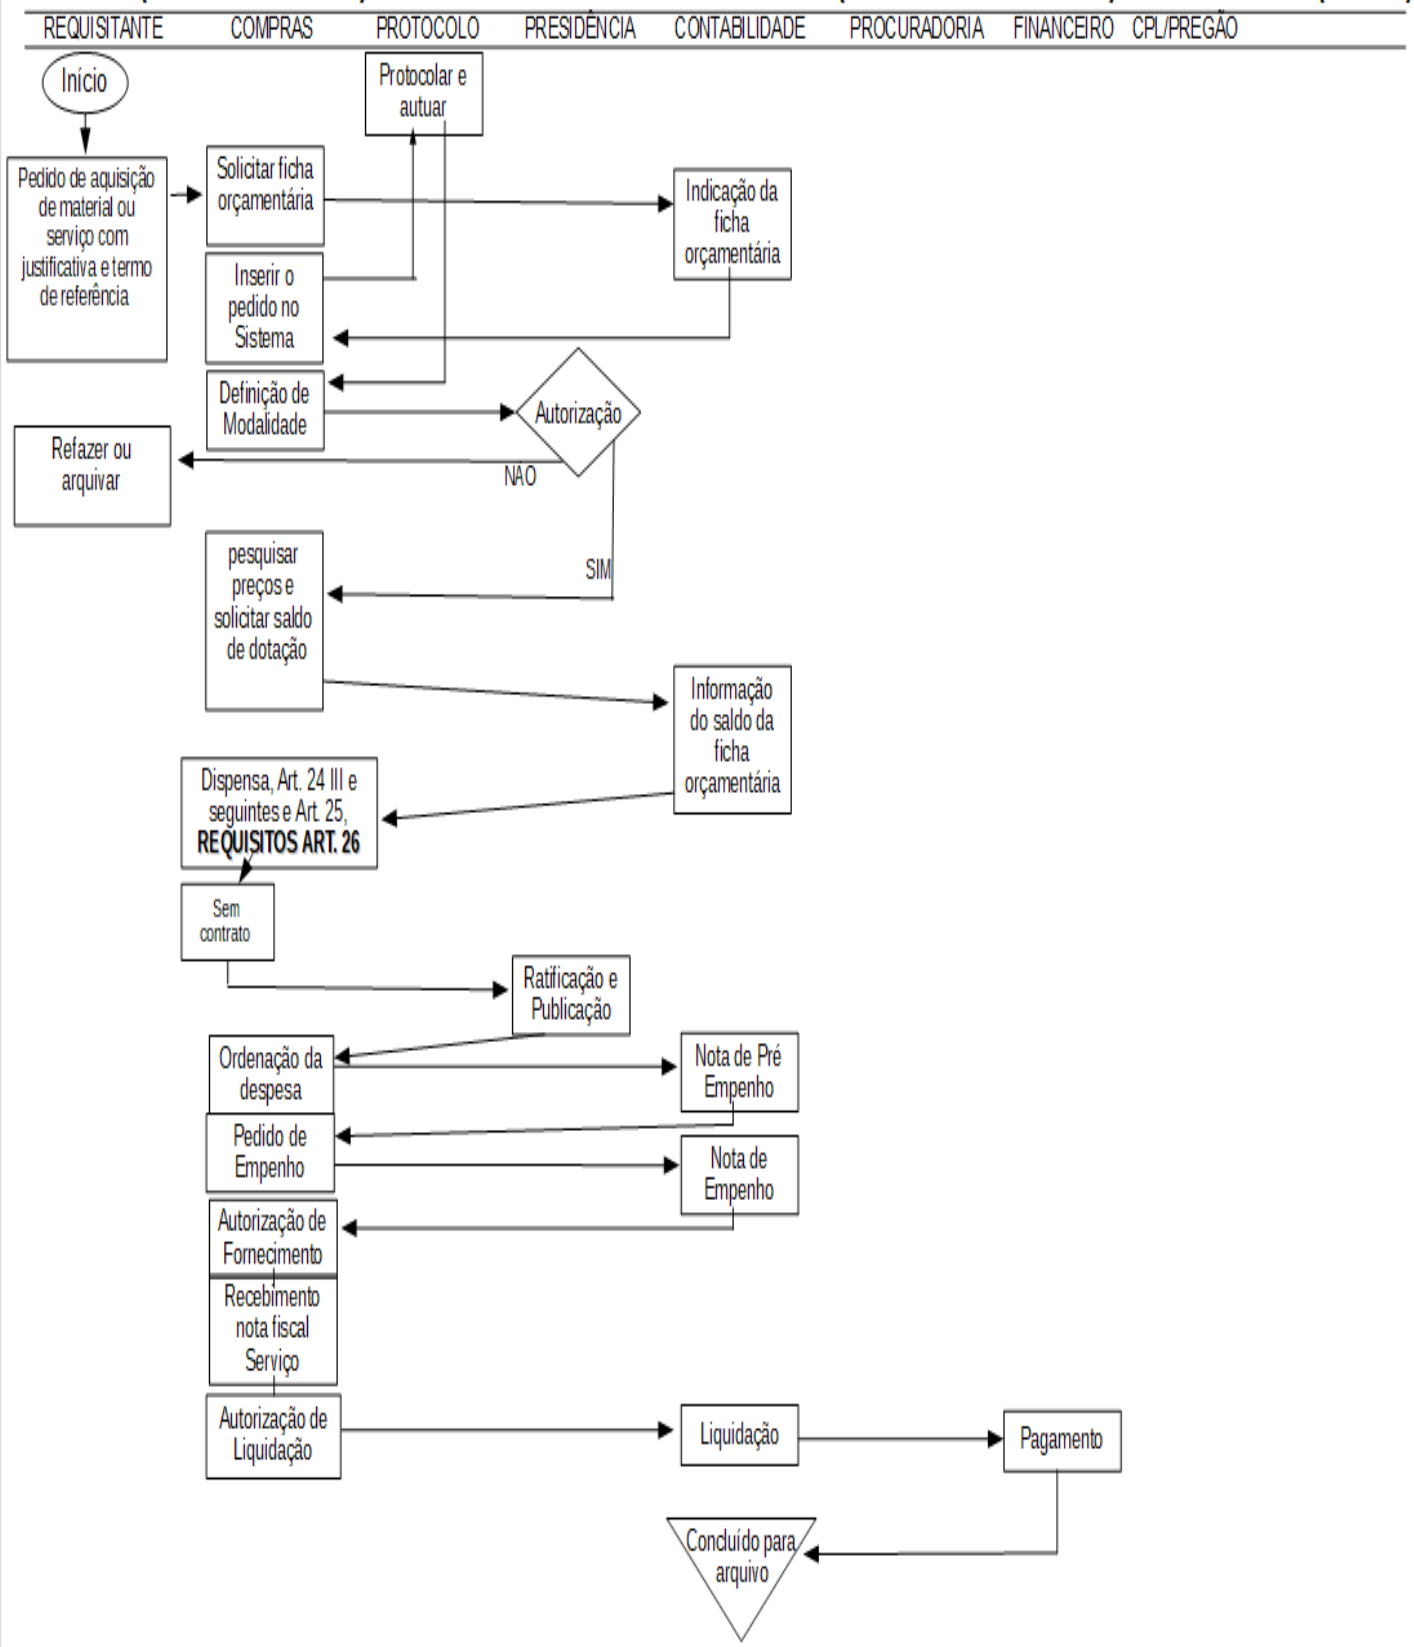 REQUISITANTE COMPRAS PROTOCOLO PRESIDÊNCIA CONTABILIDADE PROCURADORIA FINANCEIRO CPL/PREGÃO
Início
Protocolar e
autuar
Pedido de aquisição
de material ou
serviço com
justificativa e termo
de referência
Solicitar ficha
orçamentária
Indicação da
ficha
orçamentária
Inserir o
pedido no
Sistema
Definição de
Modalidade
Autorização
NÃO
Refazer ou
arquivar
SIM
pesquisar
preços e
solicitar saldo
de dotação
Informação
do saldo da
ficha
orçamentária
Dispensa, Art. 24 III e
seguintes e Art. 25,
REQUISITOS ART. 26
Sem
contrato
Ratificação e
Publicação
Ordenação da
despesa
Nota de Pré
Empenho
Pedido de
Empenho
Nota de
Empenho
Autorização de
Fornecimento
Recebimento
nota fiscal
Serviço
Autorização de
Liquidação
Liquidação
Pagamento
Concluído para
arquivo